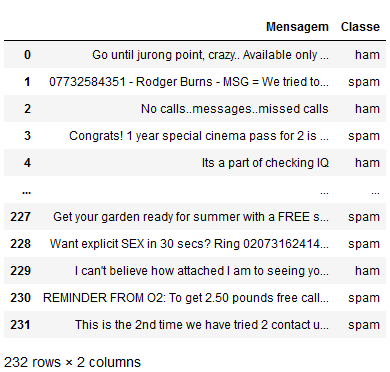 Mensagem Classe
0 Go until jurong point, crazy.. Available only ... ham
1 07732584351 - Rodger Burns - MSG = We tried to... spam
2 No calls..messages..missed calls ham
3 Congrats! 1 year special cinema pass for 2 is ... spam
4 Its a part of checking IQ ham
... ... ...
227 Get your garden ready for summer with a FREE s... spam
228 Want explicit SEX in 30 secs? Ring 02073162414... spam
229 I can't believe how attached I am to seeing yo... ham
230 REMINDER FROM O2: To get 2.50 pounds free call... spam
231 This is the 2nd time we have tried 2 contact u... spam
232 rows × 2 columns